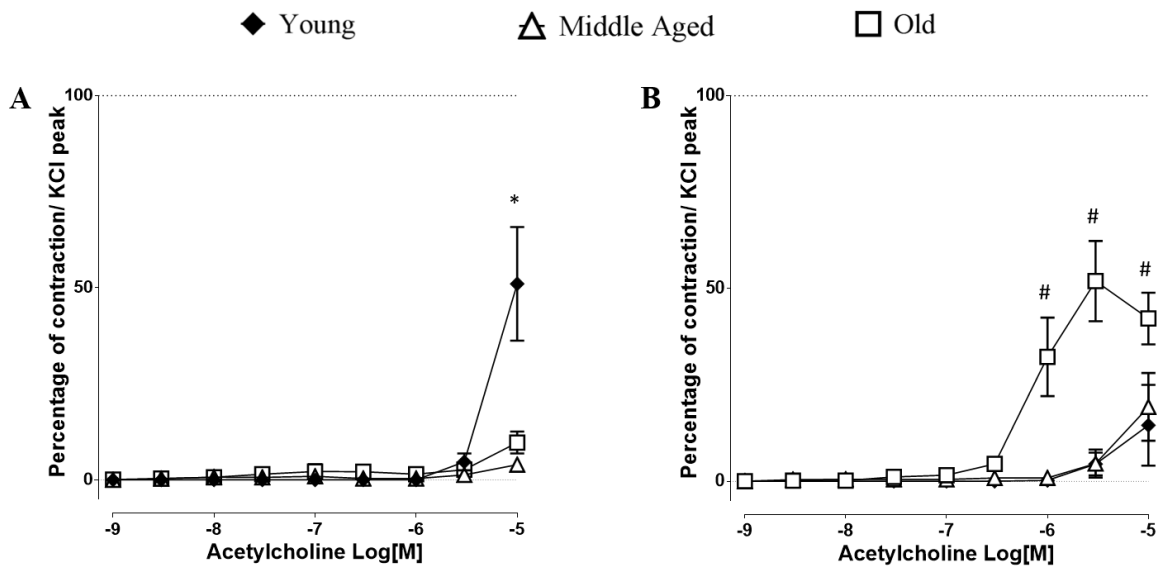 Young Middle Aged Old
A
Percentage of contraction/ KCl peak
100
*
50
0
-9 -8 -7 -6 -5
Acetylcholine Log[M]
B
Percentage of contraction/ KCl peak
100
#
#
#
50
0
-9 -8 -7 -6 -5
Acetylcholine Log[M]